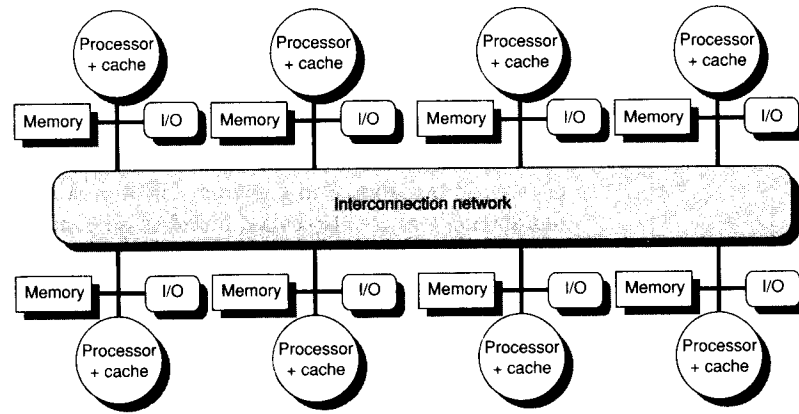 Processor
+ cache
Processor
+ cache
Processor
+ cache
Processor
+ cache
Memory
I/O
Memory
I/O
Memory
I/O
Memory
I/O
Interconnection network
Memory
I/O
Memory
I/O
Memory
I/O
Memory
I/O
Processor
+ cache
Processor
+ cache
Processor
+ cache
Processor
+ cache